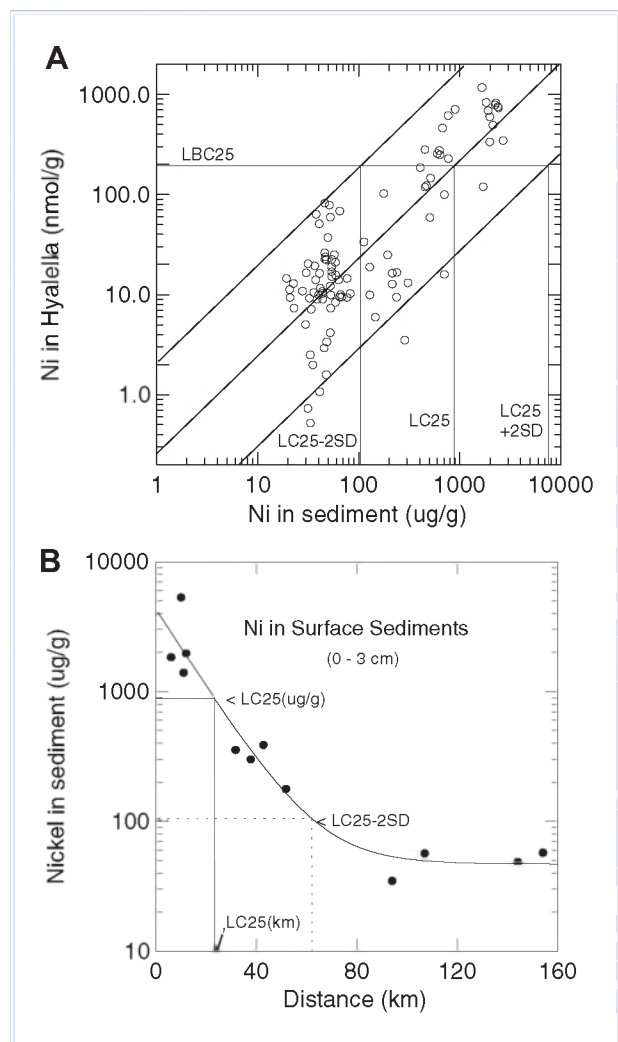 A
1000.0
LBC25
100.0
10.0
1.0
Ni in Hyalella (nmol/g)
LC25-2SD
LC25
LC25
+2SD
1 10 100 1000 10000
Ni in sediment (ug/g)
B
10000
Ni in Surface Sediments
(0 - 3 cm)
1000
< LC25(ug/g)
100
< LC25-2SD
LC25(km)
10
Nickel in sediment (ug/g)
0 40 80 120 160
Distance (km)